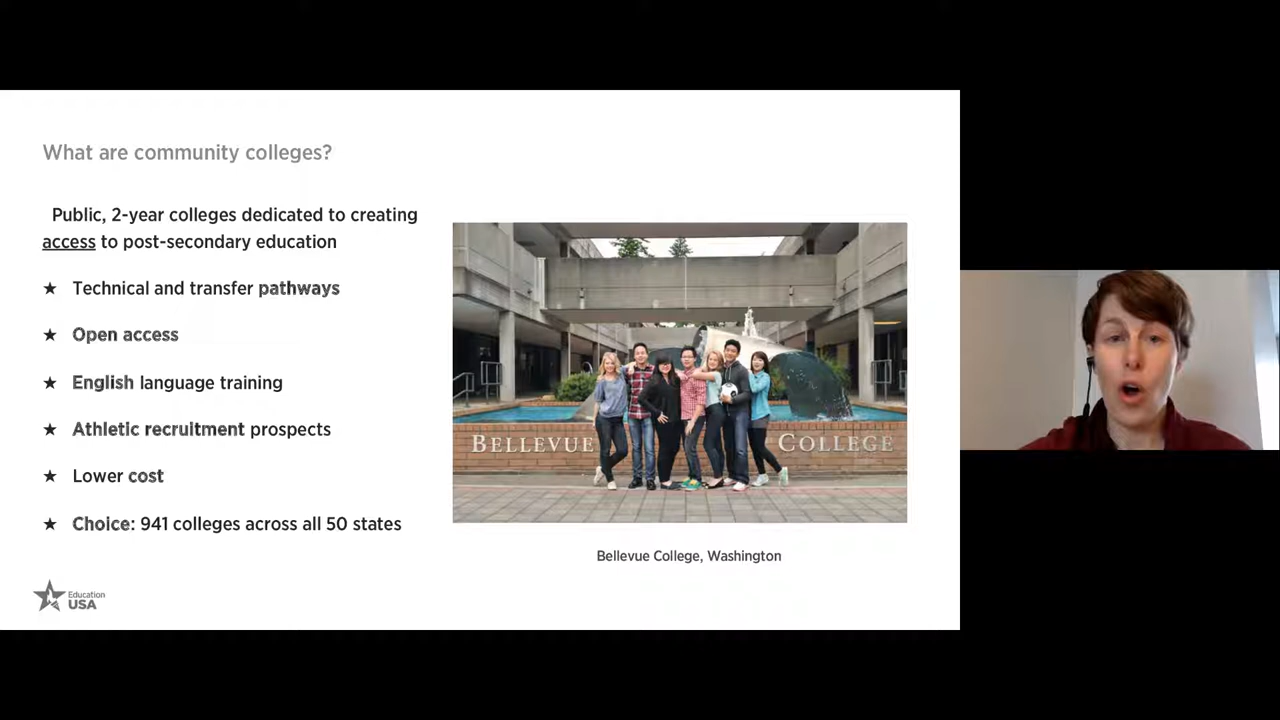 What are community colleges?
Public, 2-year colleges dedicated to creating
access to post-secondary education
★ Technical and transfer pathways
★ Open access
★ English language training
★ Athletic recruitment prospects
★ Lower cost
★ Choice: 941 colleges across all 50 states
BELLEVUE COLLEGE
Bellevue College, Washington
Education
USA